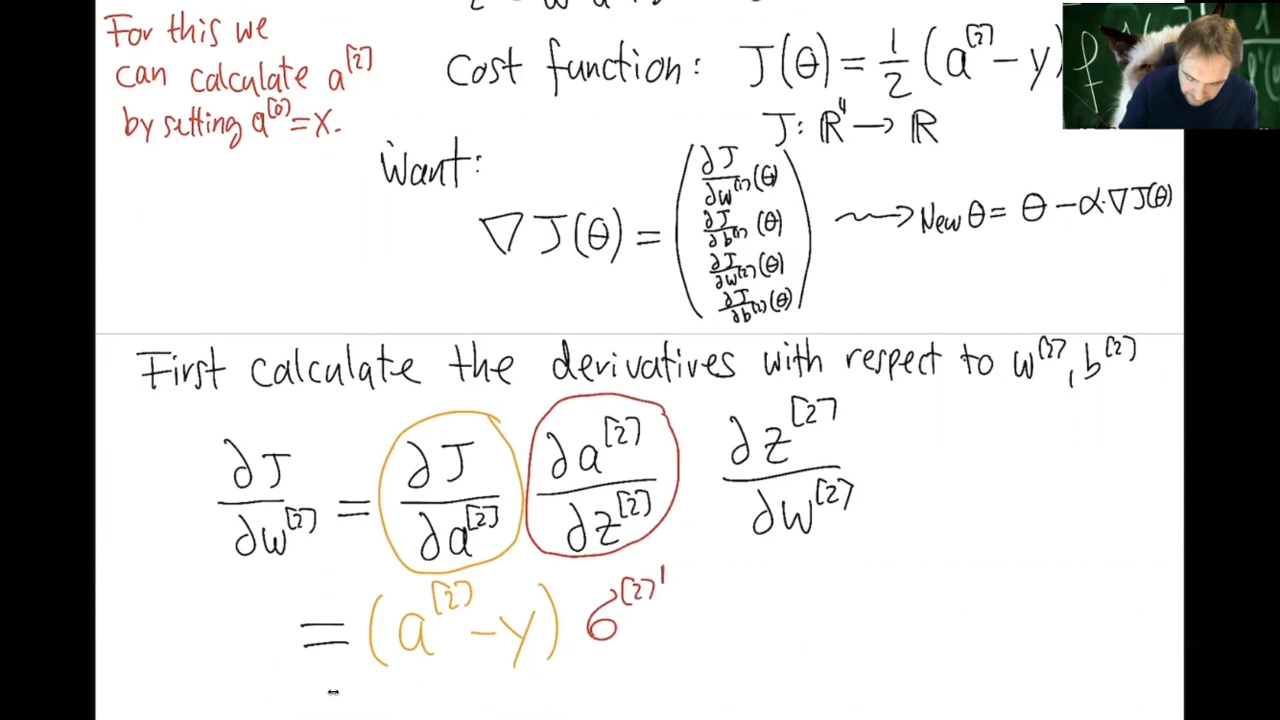 For this we
can calculate a^[2]
by setting a^[0] = x.
Cost function: J(θ) = 1/2 (a^[2] − y)
J: ℝ^4 → ℝ
Want:
∇J(θ) = ( ∂J/∂w^[1] (θ)
∂J/∂b^[1] (θ)
∂J/∂w^[2] (θ)
∂J/∂b^[2] (θ) ) ⇝ New θ = θ − α·∇J(θ)
First calculate the derivatives with respect to w^[2], b^[2]
∂J/∂w^[2] = ∂J/∂a^[2] ∂a^[2]/∂z^[2] ∂z^[2]/∂w^[2]
= (a^[2] − y) σ^[2]'